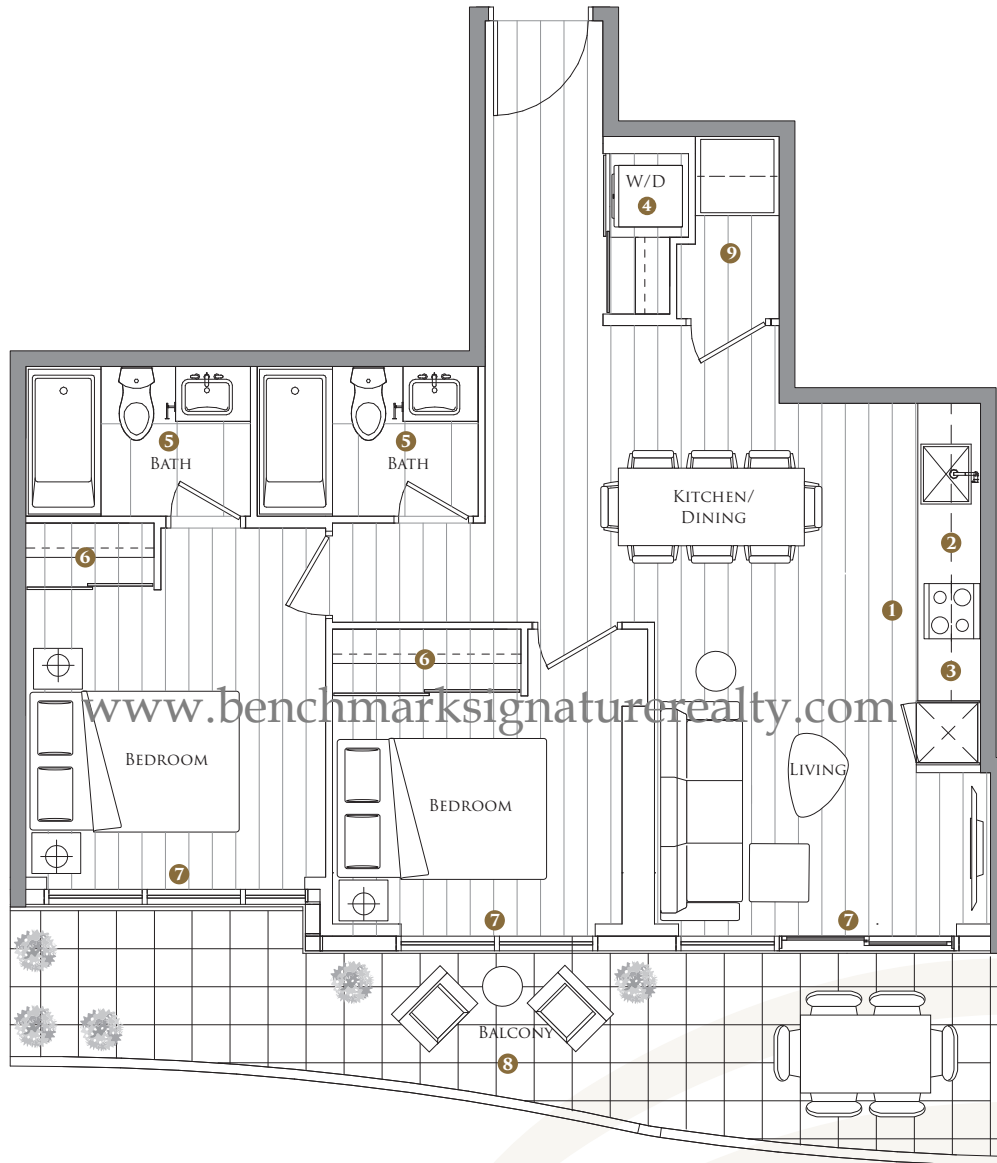 W/D
4
9
5
BATH
5
BATH
KITCHEN/
DINING
6
2
1
6
3
www.benchmarksignaturerealty.com
BEDROOM
LIVING
BEDROOM
7
7
7
BALCONY
8